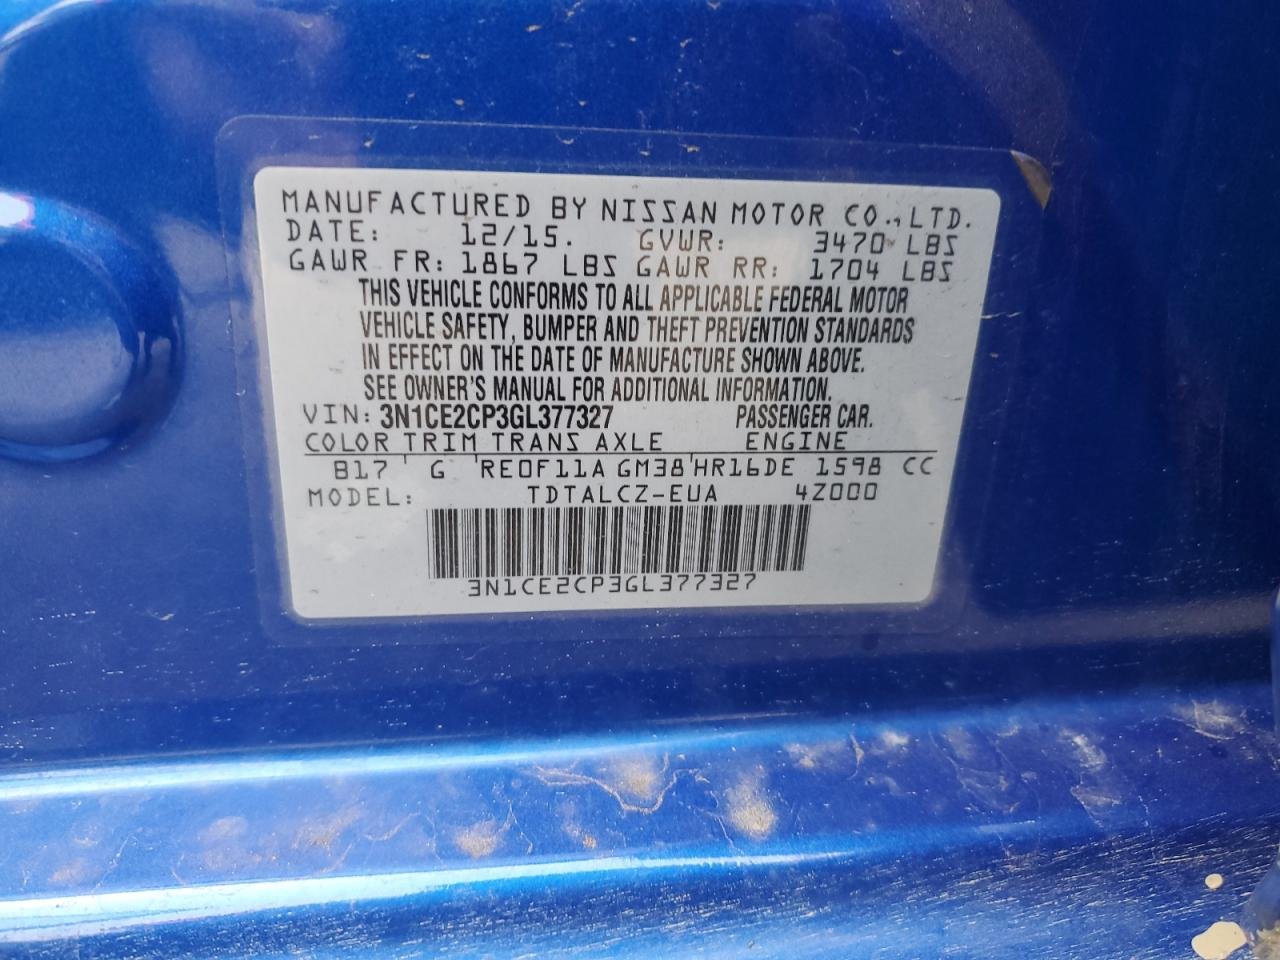 MANUFACTURED BY NISSAN MOTOR CO., LTD.
DATE: 12/15. GVWR: 3470 LBS
GAWR FR: 1867 LBS GAWR RR: 1704 LBS
THIS VEHICLE CONFORMS TO ALL APPLICABLE FEDERAL MOTOR
VEHICLE SAFETY, BUMPER AND THEFT PREVENTION STANDARDS
IN EFFECT ON THE DATE OF MANUFACTURE SHOWN ABOVE.
SEE OWNER'S MANUAL FOR ADDITIONAL INFORMATION.
VIN: 3N1CE2CP3GL377327 PASSENGER CAR.
COLOR TRIM TRANS AXLE ENGINE
B17 G RE0F11A GM38 HR16DE 1598 CC
MODEL: TDTALCZ-EUA 4Z000
3N1CE2CP3GL377327